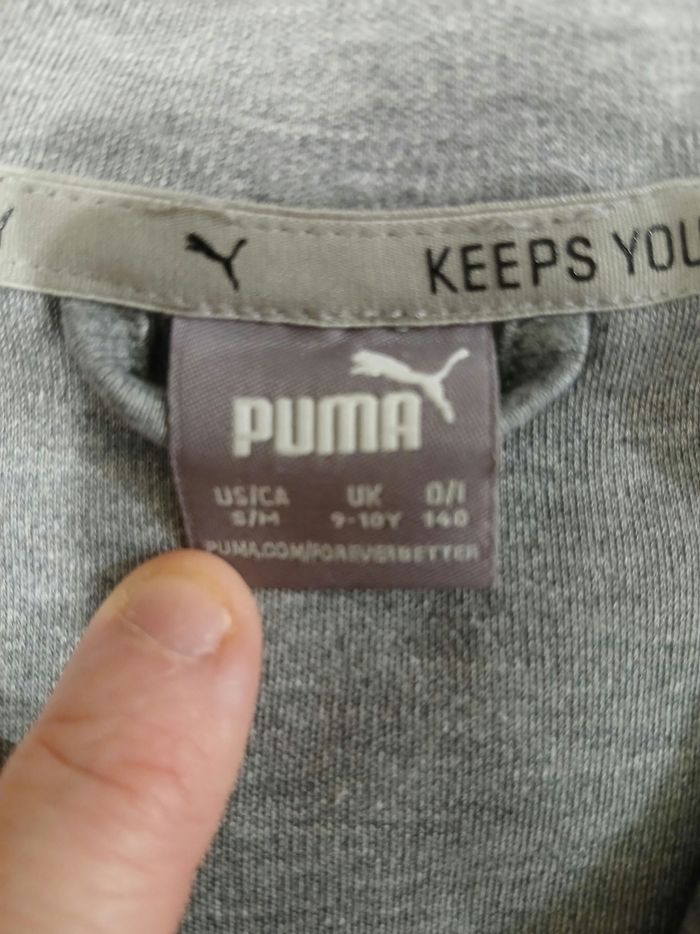 KEEPS YOU
PUMA
US/CA UK D/I
S/M 9-10Y 140
PUMA.COM/FOREVERBETTER